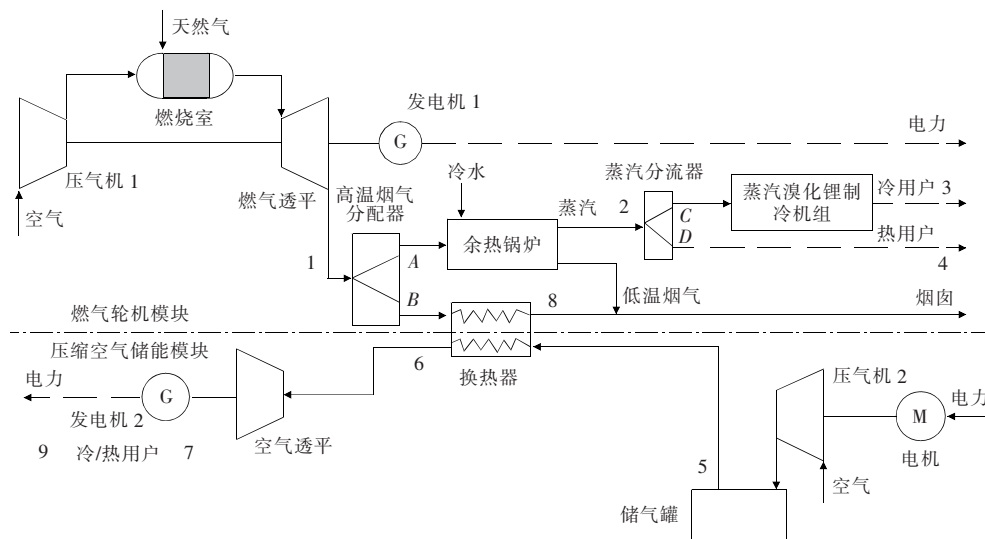 天然气
燃烧室
发电机 1
G
电力
压气机 1
空气
燃气透平
高温烟气
分配器
冷水
蒸汽分流器
蒸汽
2
C
D
蒸汽溴化锂制
冷机组
冷用户 3
热用户
4
余热锅炉
1
A
B
8
低温烟气
烟囱
燃气轮机模块
压缩空气储能模块
6
换热器
电力
G
发电机 2
空气透平
9
冷/热用户
7
压气机 2
电力
M
电机
5
空气
储气罐